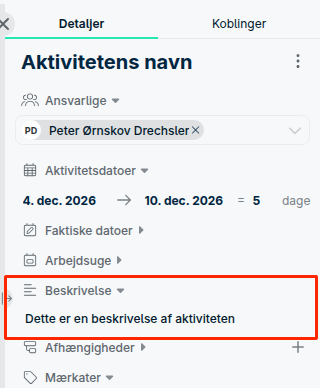 Detaljer Koblinger
Aktivitetens navn
Ansvarlige
PD Peter Ørnskov Drechsler
Aktivitetsdatoer
4. dec. 2026 → 10. dec. 2026 = 5 dage
Faktiske datoer
Arbejdsuge
Beskrivelse
Dette er en beskrivelse af aktiviteten
Afhængigheder
Mærkater